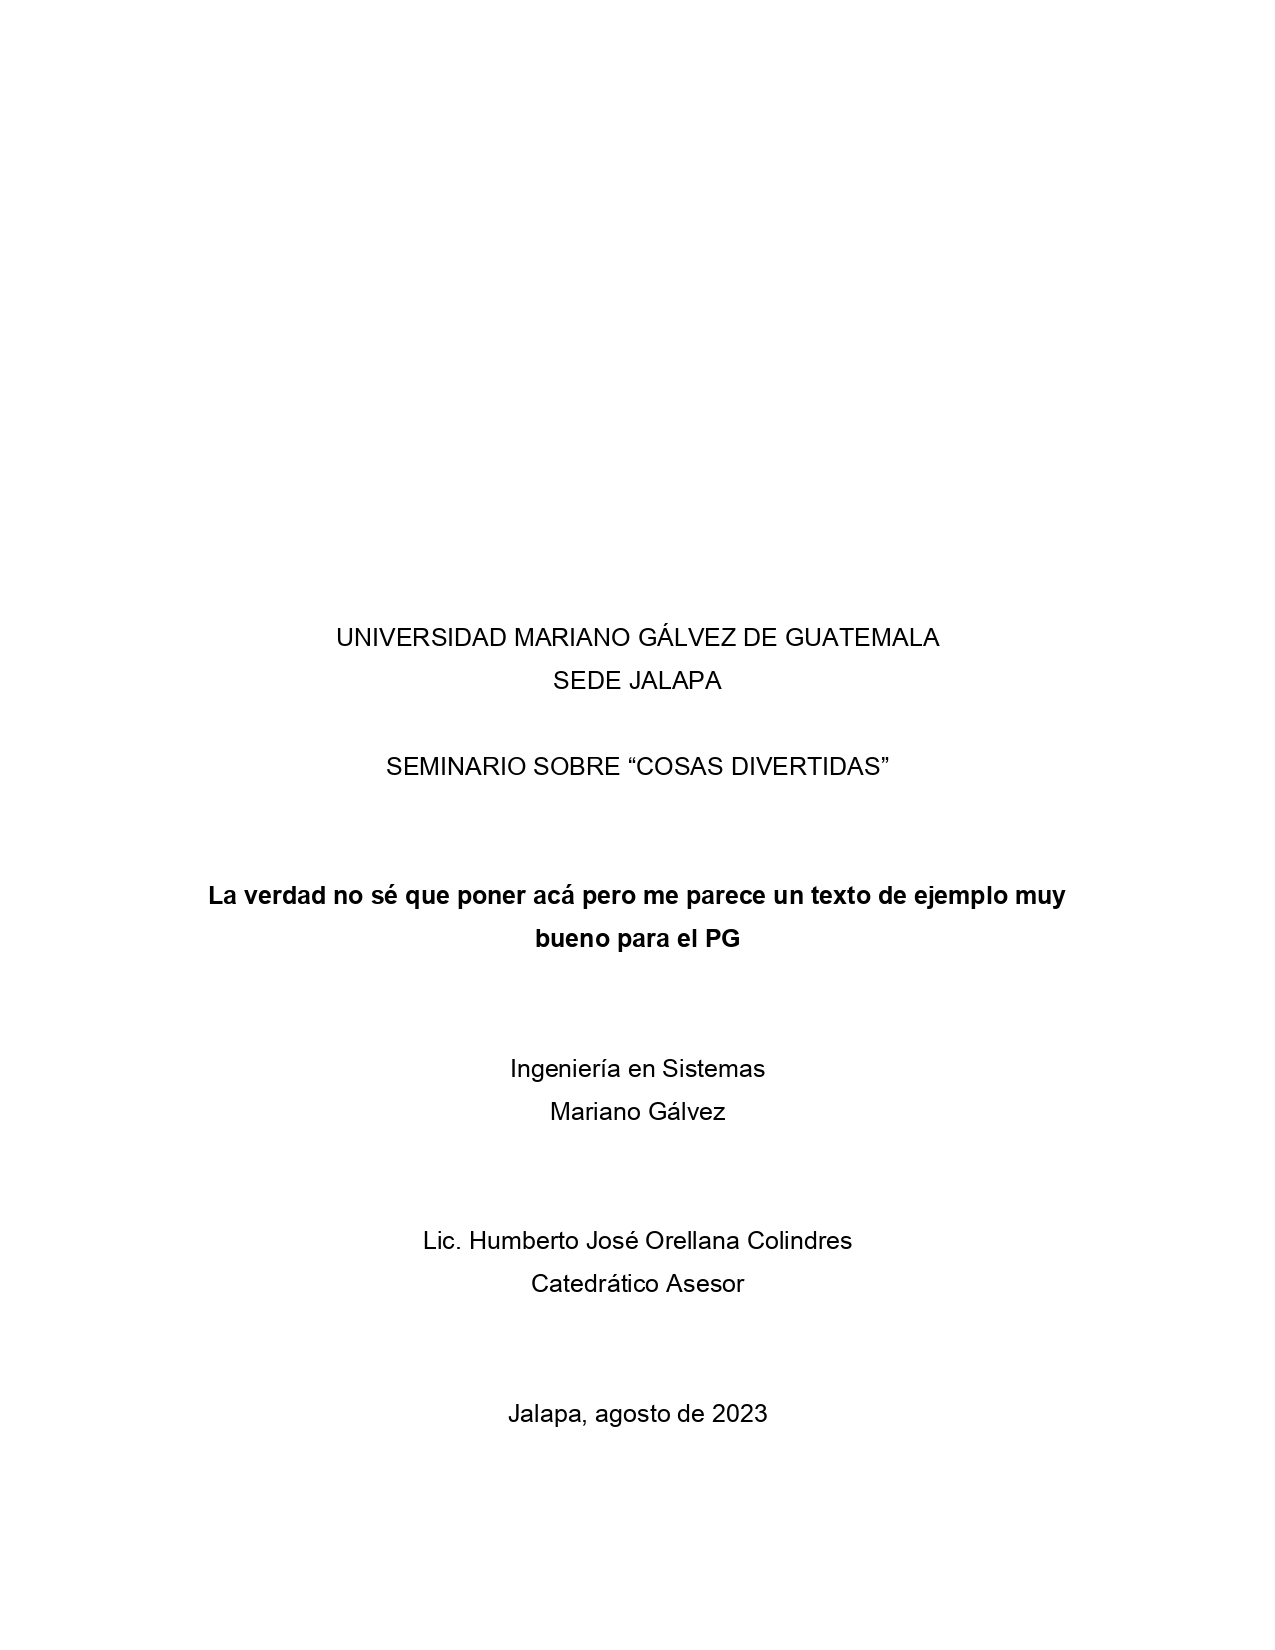 UNIVERSIDAD MARIANO GÁLVEZ DE GUATEMALA
SEDE JALAPA
SEMINARIO SOBRE “COSAS DIVERTIDAS”
La verdad no sé que poner acá pero me parece un texto de ejemplo muy
bueno para el PG
Ingeniería en Sistemas
Mariano Gálvez
Lic. Humberto José Orellana Colindres
Catedrático Asesor
Jalapa, agosto de 2023